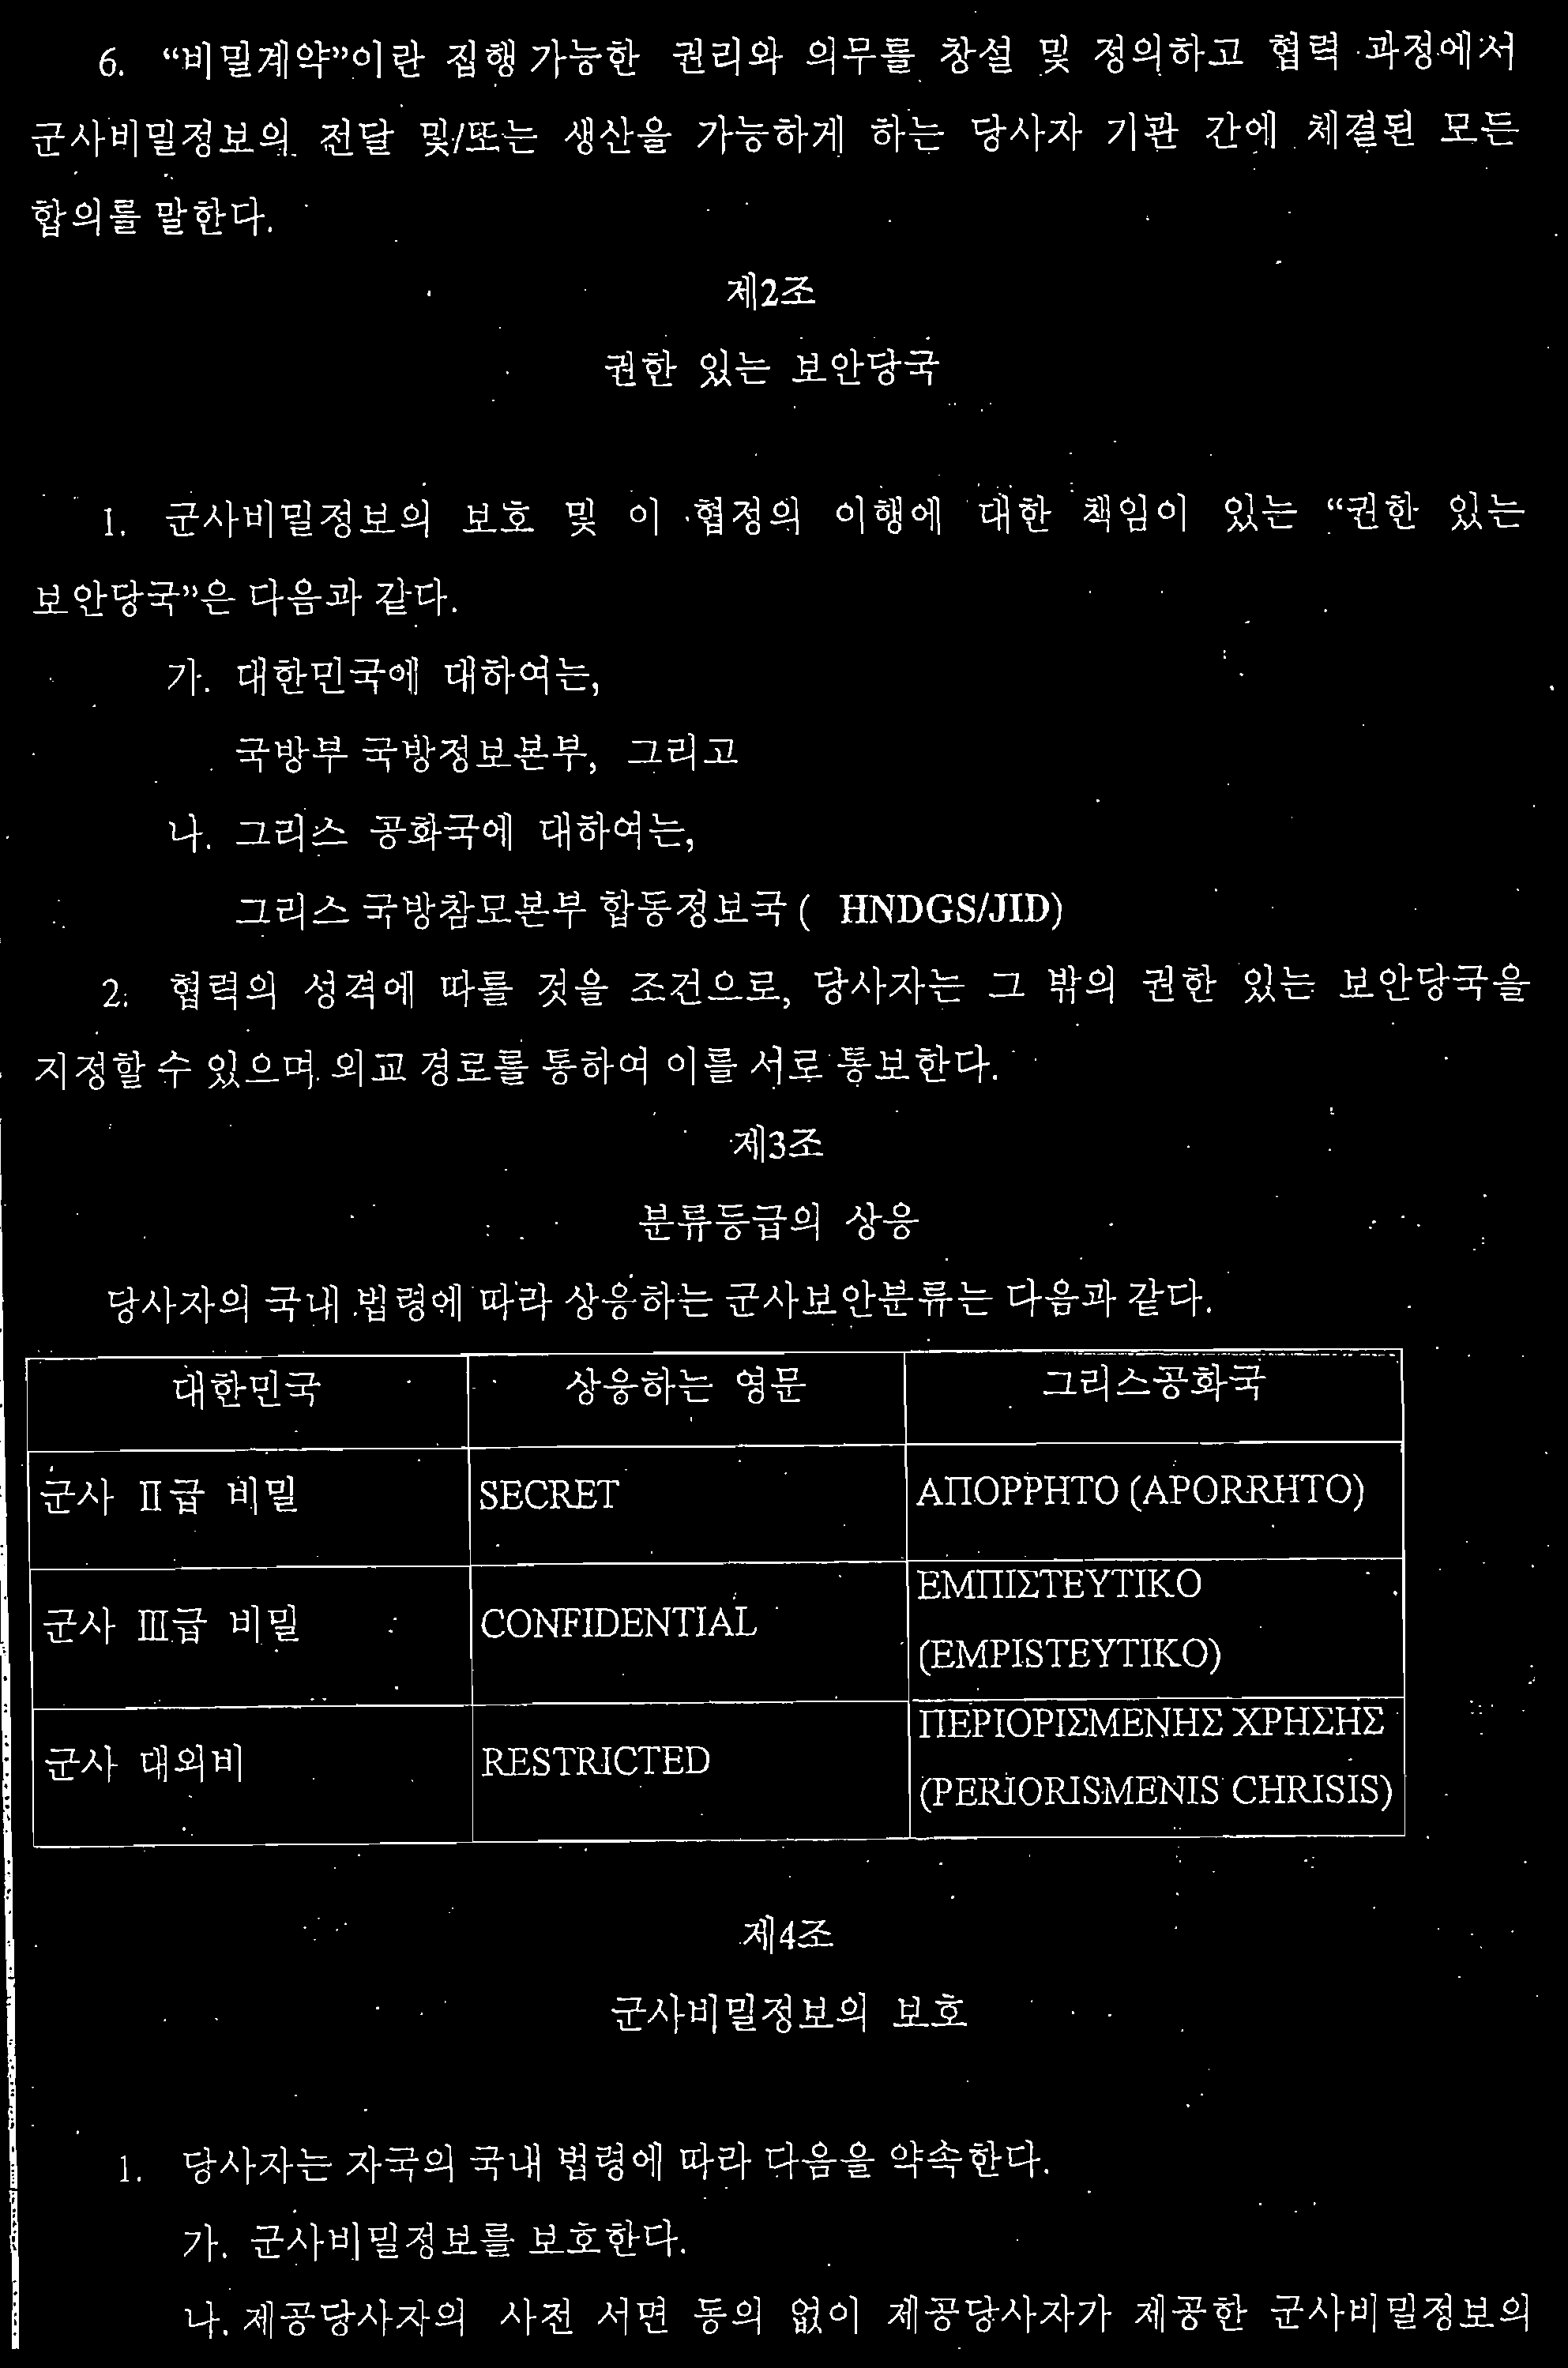 6. “비밀계약”이란 집행 가능한 권리와 의무를 창설 및 정의하고 협력 과정에서
군사비밀정보의 전달 및/또는 생산을 가능하게 하는 당사자 기관 간에 체결된 모든
합의를 말한다.
제2조
권한 있는 보안당국
1. 군사비밀정보의 보호 및 이 협정의 이행에 대한 책임이 있는 “권한 있는
보안당국”은 다음과 같다.
가. 대한민국에 대하여는,
국방부 국방정보본부, 그리고
나. 그리스 공화국에 대하여는,
그리스 국방참모본부 합동정보국( HNDGS/JID)
2. 협력의 성격에 따를 것을 조건으로, 당사자는 그 밖의 권한 있는 보안당국을
지정할 수 있으며 외교 경로를 통하여 이를 서로 통보한다.
제3조
분류등급의 상응
당사자의 국내 법령에 따라 상응하는 군사보안분류는 다음과 같다.
대한민국 상응하는 영문 그리스공화국
군사 Ⅱ급 비밀 SECRET ΑΠΟΡΡΗΤΟ (APORRHTO)
군사 Ⅲ급 비밀 CONFIDENTIAL ΕΜΠΙΣΤΕΥΤΙΚΟ
(EMPISTEYTIKO)
군사 대외비 RESTRICTED ΠΕΡΙΟΡΙΣΜΕΝΗΣ ΧΡΗΣΗΣ
(PERIORISMENIS CHRISIS)
제4조
군사비밀정보의 보호
1. 당사자는 자국의 국내 법령에 따라 다음을 약속한다.
가. 군사비밀정보를 보호한다.
나. 제공당사자의 사전 서면 동의 없이 제공당사자가 제공한 군사비밀정보의